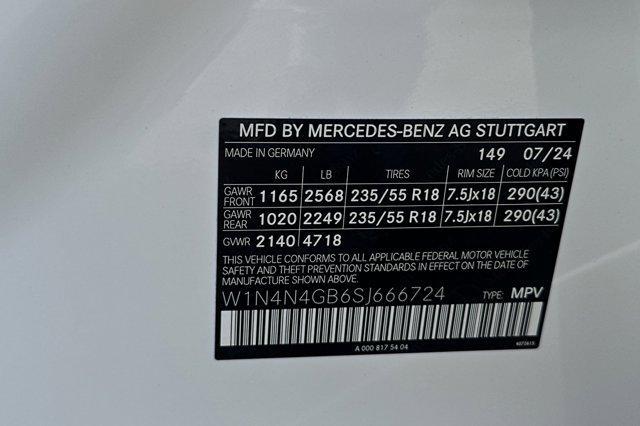 MFD BY MERCEDES-BENZ AG STUTTGART
MADE IN GERMANY 149 07/24
KG LB TIRES RIM SIZE COLD KPA (PSI)
GAWR FRONT 1165 2568 235/55 R18 7.5Jx18 290(43)
GAWR REAR 1020 2249 235/55 R18 7.5Jx18 290(43)
GVWR 2140 4718
THIS VEHICLE CONFORMS TO ALL APPLICABLE FEDERAL MOTOR VEHICLE
SAFETY AND THEFT PREVENTION STANDARDS IN EFFECT ON THE
DATE OF MANUFACTURE SHOWN ABOVE.
W1N4N4GB6SJ666724 TYPE: MPV
A 000 817 54 04